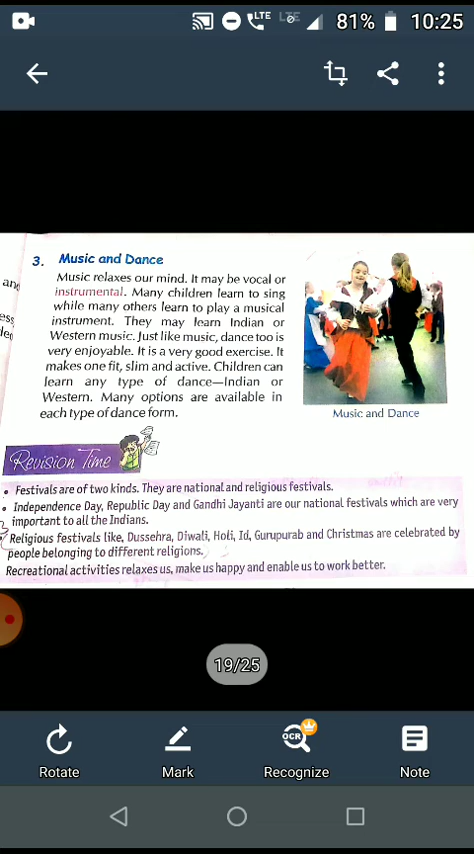 LTE
81%
10:25
and
3. Music and Dance
Music relaxes our mind. It may be vocal or
instrumental. Many children learn to sing
while many others learn to play a musical
instrument. They may learn Indian or
Western music. Just like music, dance too is
very enjoyable. It is a very good exercise. It
makes one fit, slim and active. Children can
learn any type of dance—Indian or
Western. Many options are available in
each type of dance form.
Music and Dance
Revision Time
• Festivals are of two kinds. They are national and religious festivals.
• Independence Day, Republic Day and Gandhi Jayanti are our national festivals which are very
important to all the Indians.
Religious festivals like, Dussehra, Diwali, Holi, Id, Gurupurab and Christmas are celebrated by
people belonging to different religions.
Recreational activities relaxes us, make us happy and enable us to work better.
19/25
OCR
Rotate
Mark
Recognize
Note